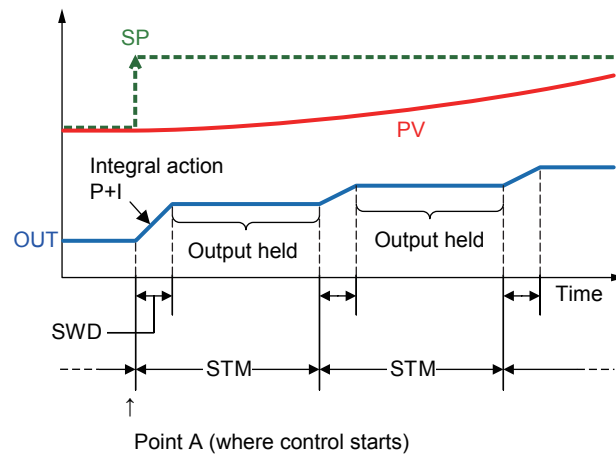 SP
PV
Integral action
P+I
OUT
Output held
Output held
Time
SWD
STM
STM
↑
Point A (where control starts)